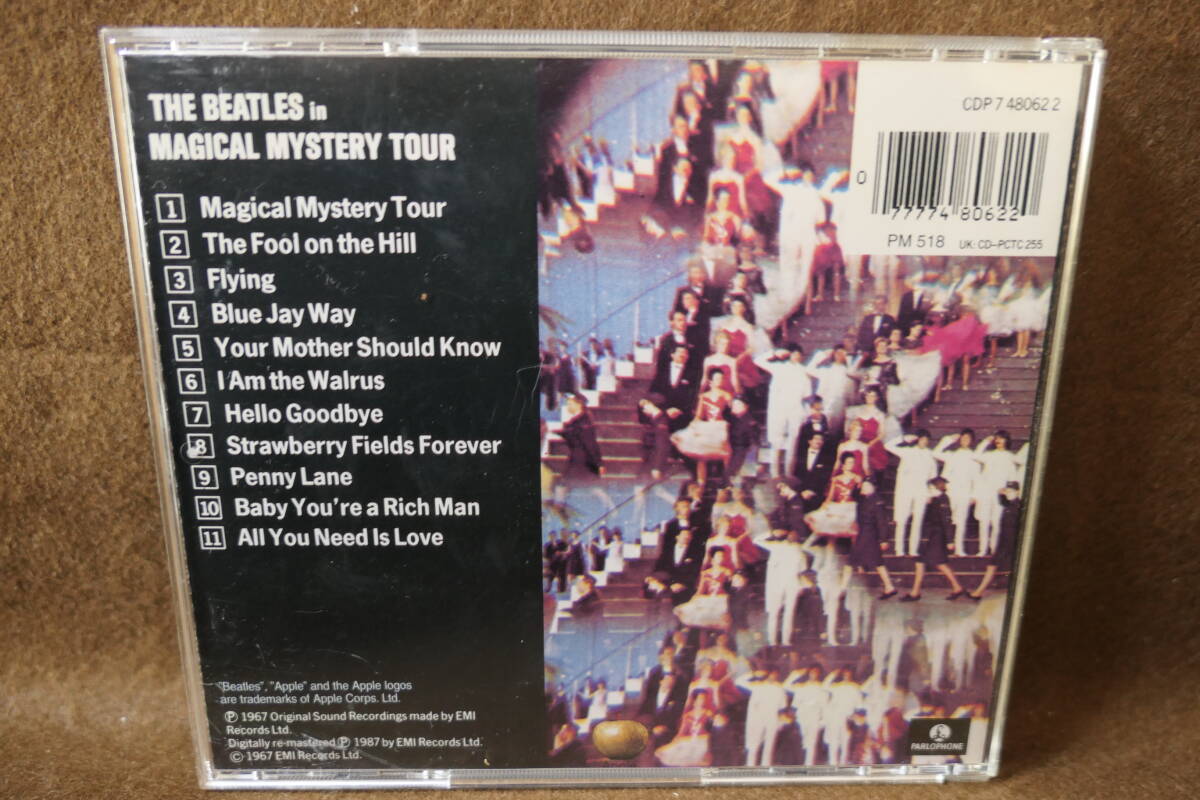 THE BEATLES in
MAGICAL MYSTERY TOUR
1 Magical Mystery Tour
2 The Fool on the Hill
3 Flying
4 Blue Jay Way
5 Your Mother Should Know
6 I Am the Walrus
7 Hello Goodbye
8 Strawberry Fields Forever
9 Penny Lane
10 Baby You're a Rich Man
11 All You Need Is Love
"Beatles", "Apple" and the Apple logos
are trademarks of Apple Corps. Ltd.
Ⓟ 1967 Original Sound Recordings made by EMI
Records Ltd.
Digitally re-mastered Ⓟ 1987 by EMI Records Ltd.
© 1967 EMI Records Ltd.
CDP 7 48062 2
0 77774 80622
PM 518 UK: CD-PCTC 255
PARLOPHONE